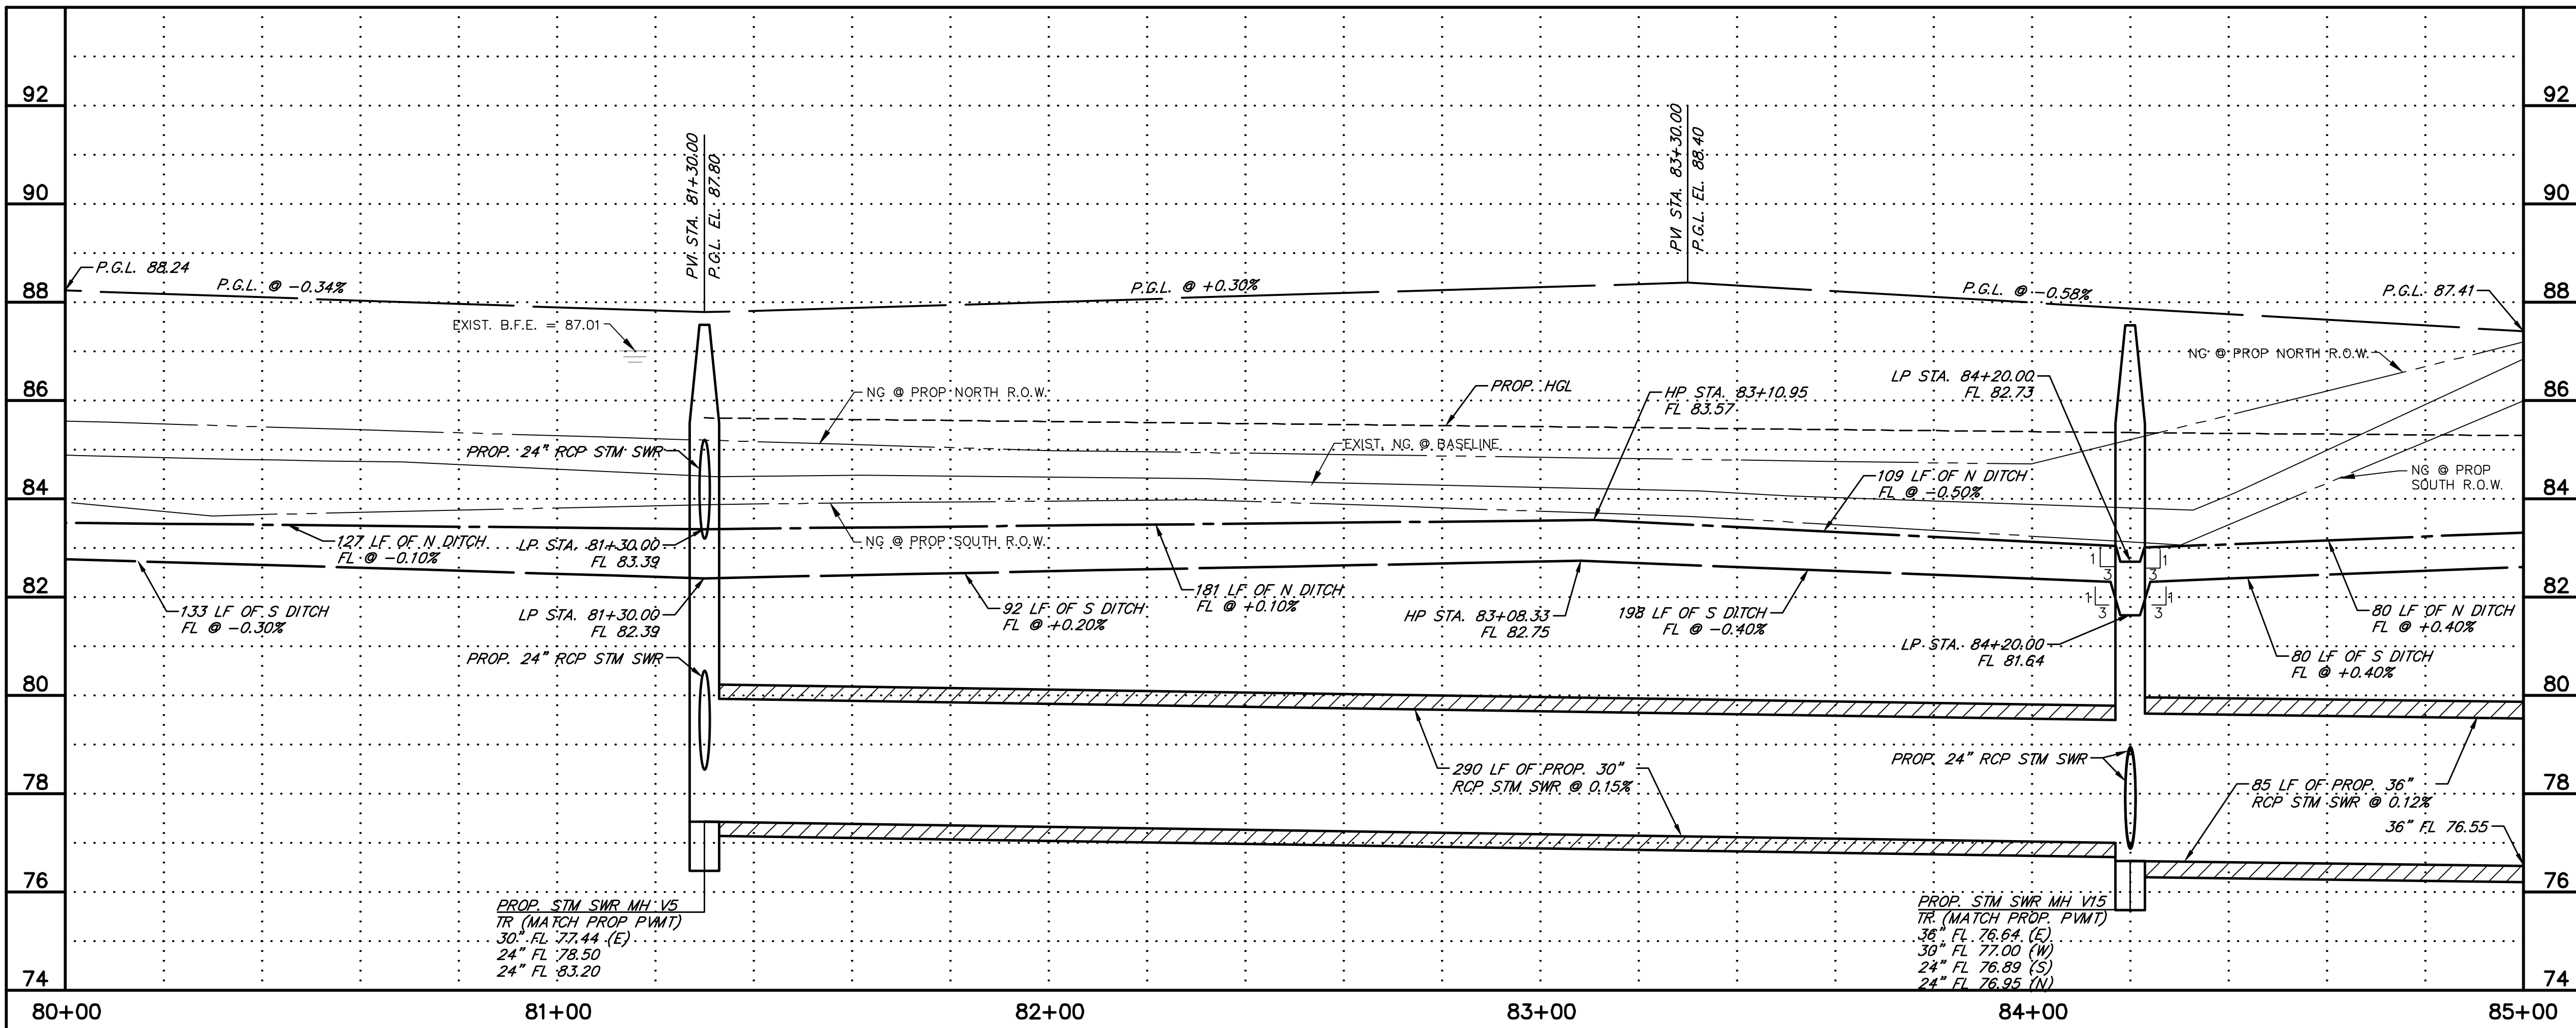 92
90
88
86
84
82
80
78
76
74
92
90
88
86
84
82
80
78
76
74
PVI STA. 81+30.00
P.G.L. EL. 87.80
PVI STA. 83+30.00
P.G.L. EL. 88.40
P.G.L. 88.24
P.G.L. @ -0.34%
P.G.L. @ +0.30%
P.G.L. @ -0.58%
P.G.L. 87.41
EXIST. B.F.E. = 87.01
NG @ PROP NORTH R.O.W.
PROP. HGL
HP STA. 83+10.95
FL 83.57
LP STA. 84+20.00
FL 82.73
NG @ PROP NORTH R.O.W.
PROP. 24" RCP STM SWR
EXIST. NG @ BASELINE
109 LF OF N DITCH
FL @ -0.50%
NG @ PROP
SOUTH R.O.W.
127 LF OF N DITCH
FL @ -0.10%
LP STA. 81+30.00
FL 83.39
NG @ PROP SOUTH R.O.W.
1
3
3
1
1
3
3
1
133 LF OF S DITCH
FL @ -0.30%
LP STA. 81+30.00
FL 82.39
92 LF OF S DITCH
FL @ +0.20%
181 LF OF N DITCH
FL @ +0.10%
HP STA. 83+08.33
FL 82.75
198 LF OF S DITCH
FL @ -0.40%
80 LF OF N DITCH
FL @ +0.40%
LP STA. 84+20.00
FL 81.64
80 LF OF S DITCH
FL @ +0.40%
PROP. 24" RCP STM SWR
290 LF OF PROP. 30"
RCP STM SWR @ 0.15%
PROP. 24" RCP STM SWR
85 LF OF PROP. 36"
RCP STM SWR @ 0.12%
36" FL 76.55
PROP. STM SWR MH V5
TR (MATCH PROP PVMT)
30" FL 77.44 (E)
24" FL 78.50
24" FL 83.20
PROP. STM SWR MH V15
TR (MATCH PROP. PVMT)
36" FL 76.64 (E)
30" FL 77.00 (W)
24" FL 76.89 (S)
24" FL 76.95 (N)
80+00
81+00
82+00
83+00
84+00
85+00